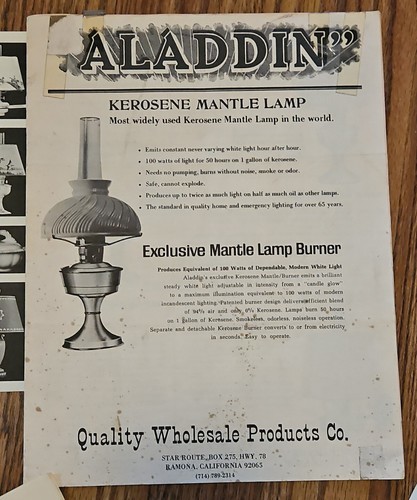 ALADDIN”
KEROSENE MANTLE LAMP
Most widely used Kerosene Mantle Lamp in the world.
• Emits constant never varying white light hour after hour.
• 100 watts of light for 50 hours on 1 gallon of kerosene.
• Needs no pumping, burns without noise, smoke or odor.
• Safe, cannot explode.
• Produces up to twice as much light on half as much oil as other lamps.
• The standard in quality home and emergency lighting for over 65 years.
Exclusive Mantle Lamp Burner
Produces Equivalent of 100 Watts of Dependable, Modern White Light
Aladdin's exclusive Kerosene Mantle/Burner emits a brilliant
steady white light adjustable in intensity from a "candle glow"
to a maximum illumination equivalent to 100 watts of modern
incandescent lighting. Patented burner design delivers efficient blend
of 94% air and only 6% Kerosene. Lamps burn 50 hours
on 1 gallon of Kerosene. Smokeless, odorless, noiseless operation.
Separate and detachable Kerosene Burner converts to or from electricity
in seconds. Easy to operate.
Quality Wholesale Products Co.
STAR ROUTE, BOX 275, HWY. 78
RAMONA, CALIFORNIA 92065
(714) 789-2314